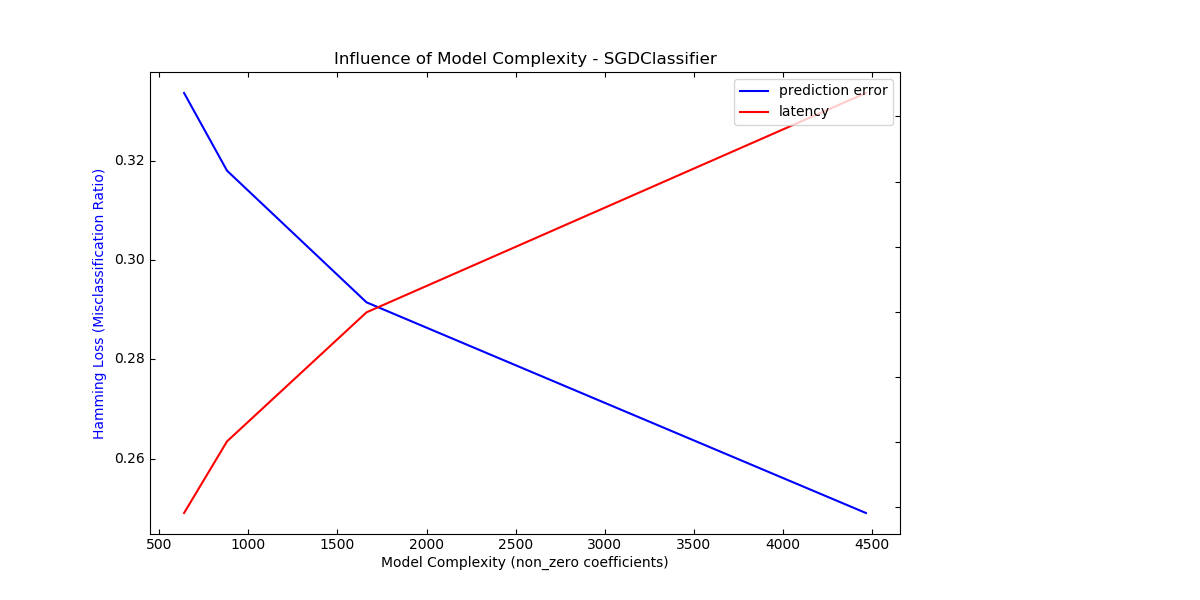 Influence of Model Complexity - SGDClassifier
prediction error
latency
0.32
0.30
0.28
0.26
Hamming Loss (Misclassification Ratio)
500 1000 1500 2000 2500 3000 3500 4000 4500
Model Complexity (non_zero coefficients)